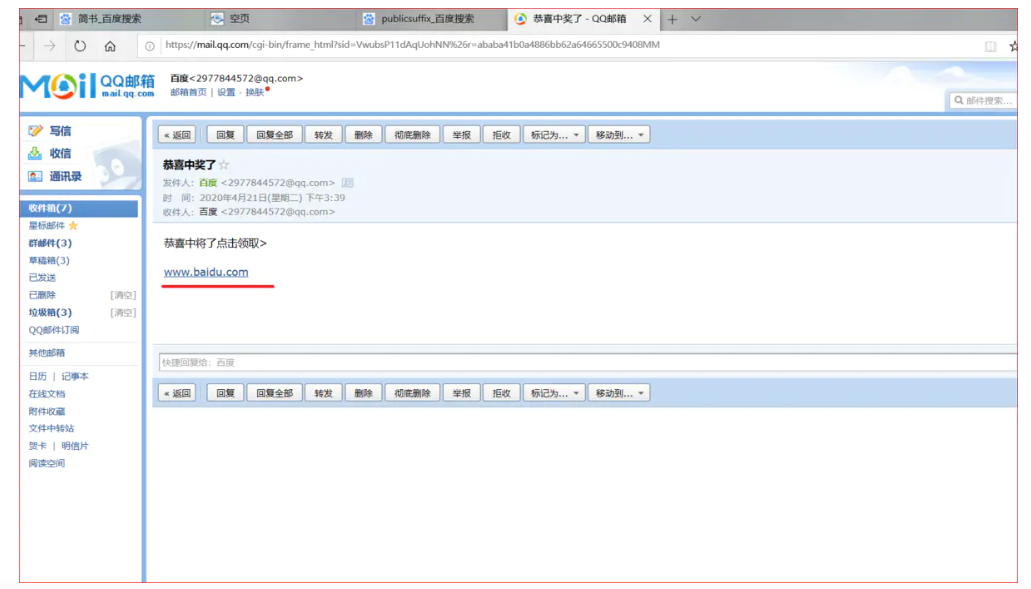 简书_百度搜索
空页
publicsuffix_百度搜索
恭喜中奖了 - QQ邮箱
https://mail.qq.com/cgi-bin/frame_html?sid=VwubsP11dAqUohNN%26r=ababa41b0a4886bb62a64665500c9408MM
Mail QQ邮箱 mail.qq.com
百度<2977844572@qq.com>
邮箱首页 | 设置 - 换肤
邮件搜索...
写信
收信
通讯录
« 返回 回复 回复全部 转发 删除 彻底删除 举报 拒收 标记为... 移动到...
恭喜中奖了
发件人：百度 <2977844572@qq.com>
时 间：2020年4月21日(星期二) 下午3:39
收件人：百度 <2977844572@qq.com>
收件箱(7)
星标邮件
群邮件(3)
草稿箱(3)
已发送
已删除 [清空]
垃圾箱(3) [清空]
QQ邮件订阅
其他邮箱
日历 | 记事本
在线文档
附件收藏
文件中转站
贺卡 | 明信片
阅读空间
恭喜中将了点击领取>
www.baidu.com
快捷回复给：百度
« 返回 回复 回复全部 转发 删除 彻底删除 举报 拒收 标记为... 移动到...